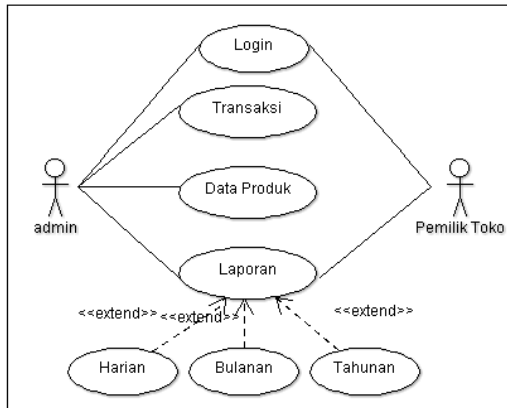 Login
Transaksi
Data Produk
admin
Pemilik Toko
Laporan
<<extend>>
<<extend>>
<<extend>>
Harian
Bulanan
Tahunan